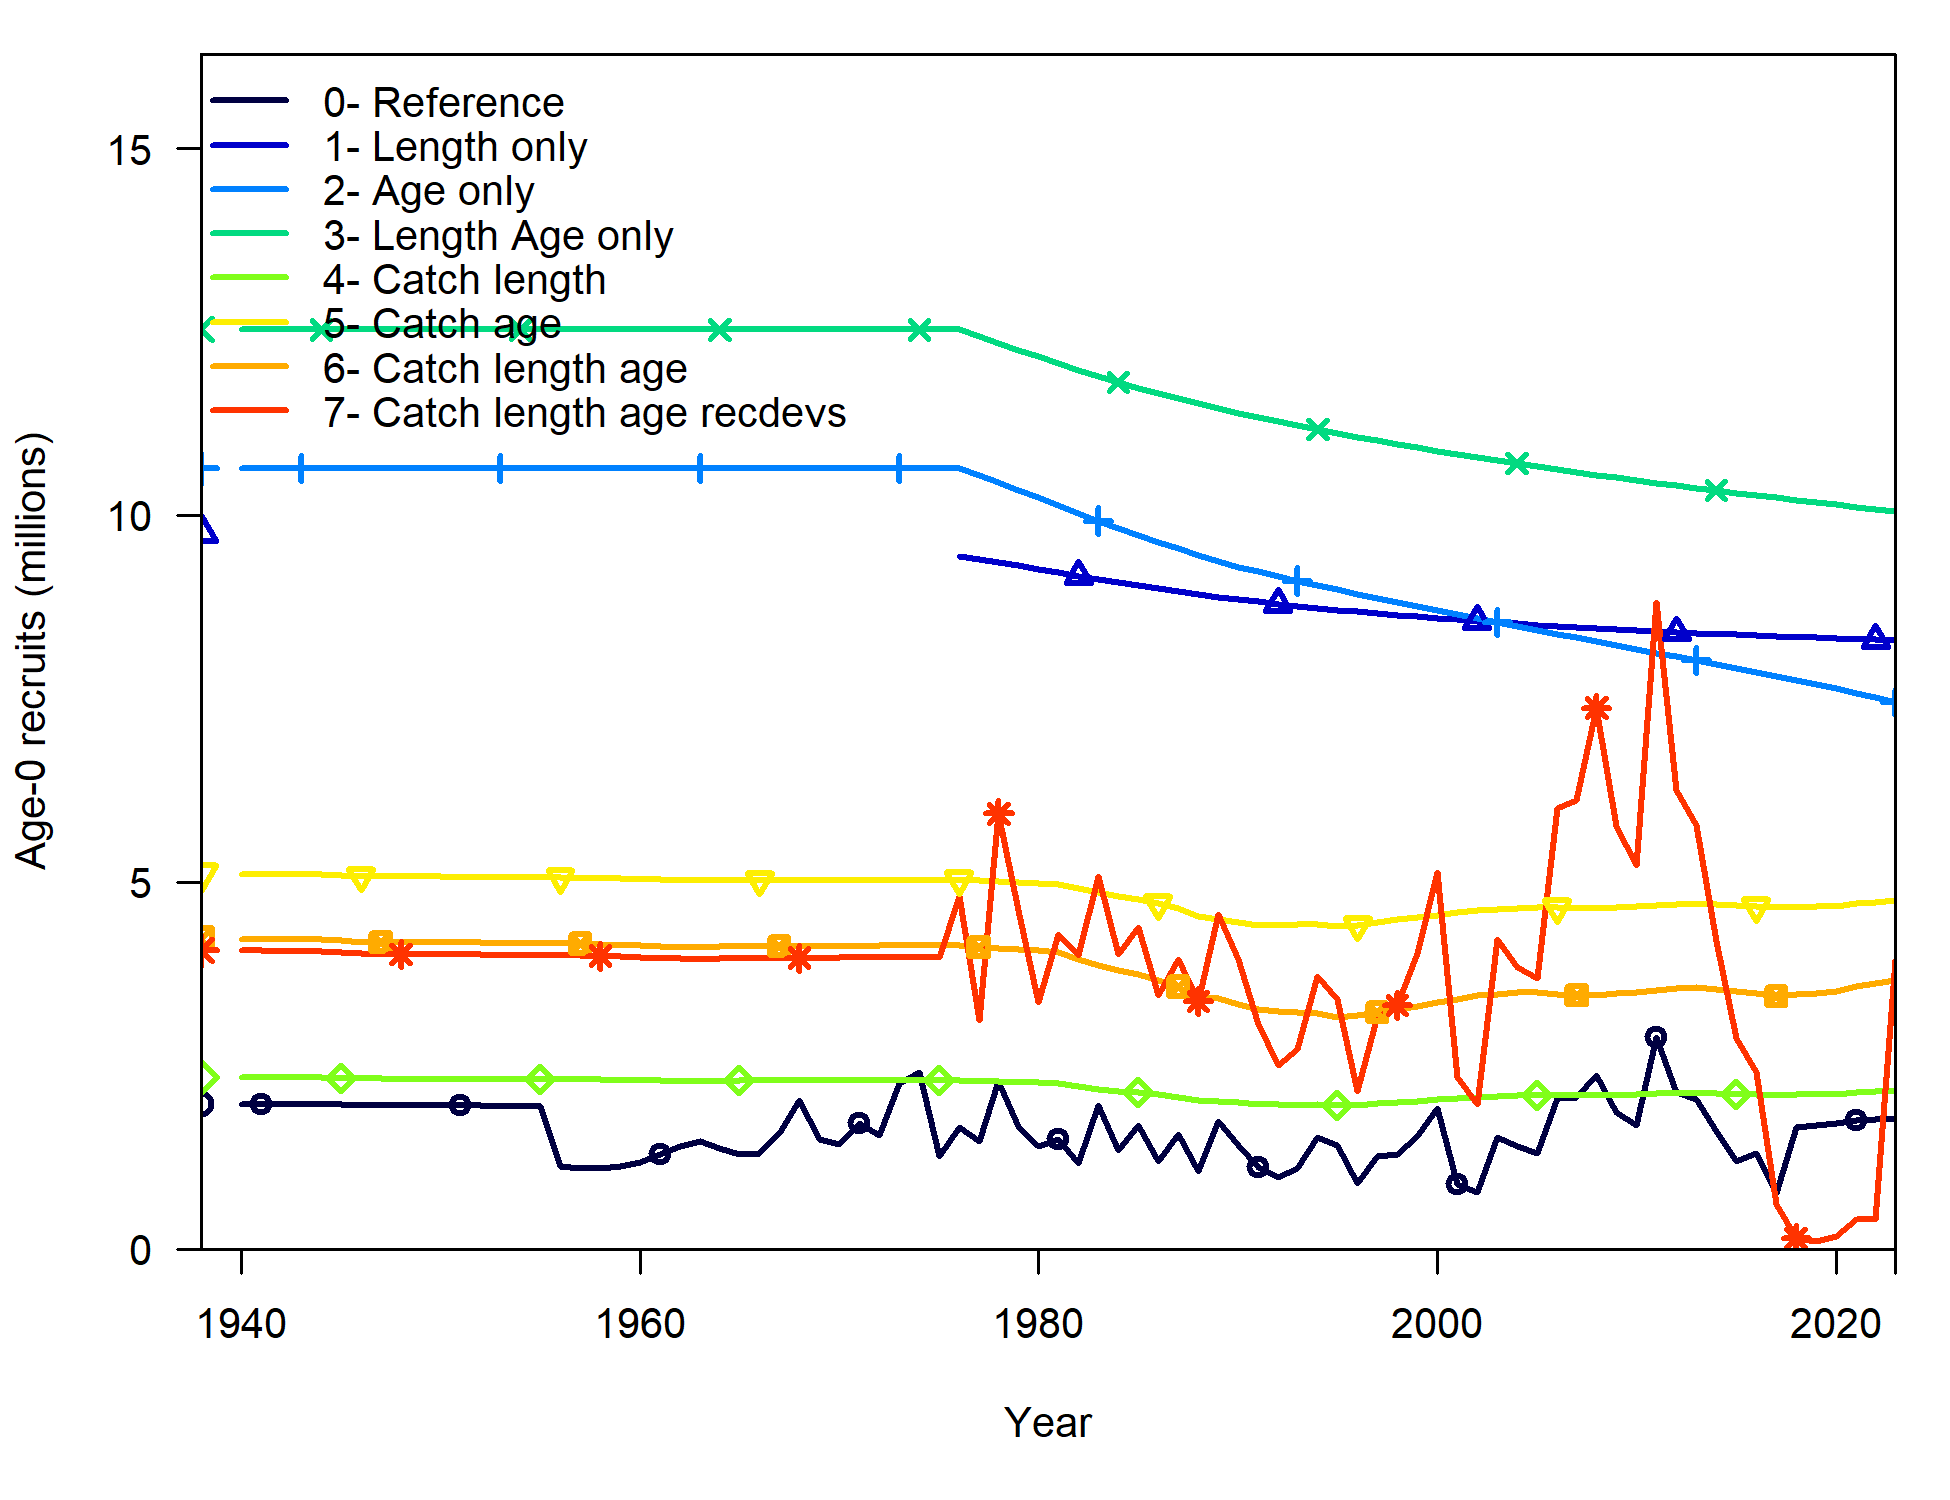 0- Reference
1- Length only
2- Age only
3- Length Age only
4- Catch length
5- Catch age
6- Catch length age
7- Catch length age recdevs
15
10
5
0
Age-0 recruits (millions)
1940
1960
1980
2000
2020
Year